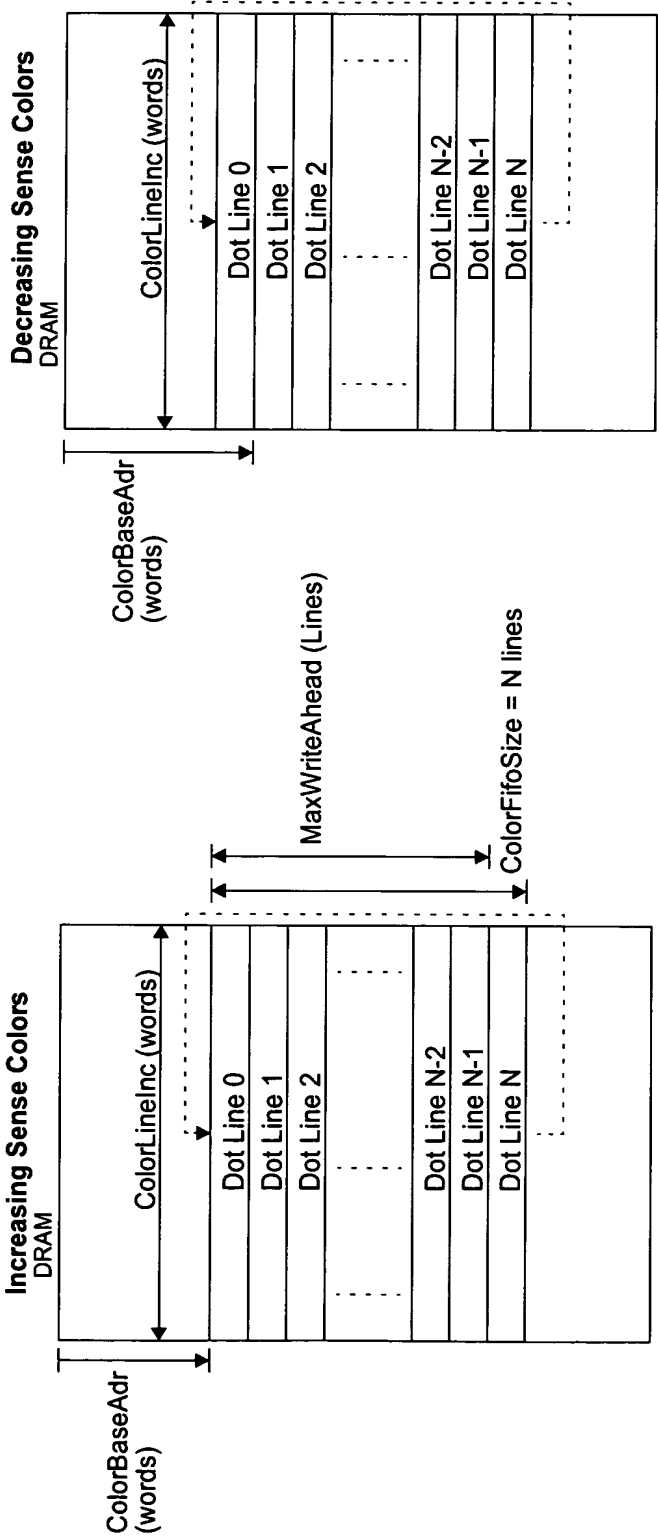 Increasing Sense Colors
DRAM
ColorBaseAdr
(words)
ColorLineInc (words)
Dot Line 0
Dot Line 1
Dot Line 2
Dot Line N-2
Dot Line N-1
Dot Line N
MaxWriteAhead (Lines)
ColorFifoSize = N lines
Decreasing Sense Colors
DRAM
ColorBaseAdr
(words)
ColorLineInc (words)
Dot Line 0
Dot Line 1
Dot Line 2
Dot Line N-2
Dot Line N-1
Dot Line N